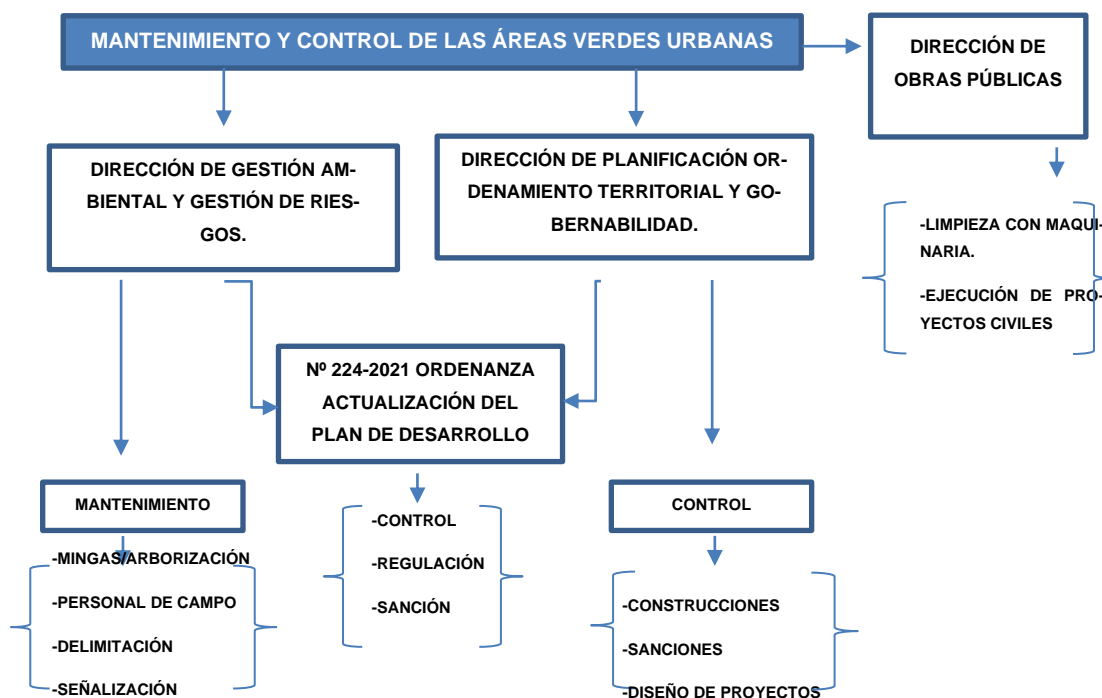 MANTENIMIENTO Y CONTROL DE LAS ÁREAS VERDES URBANAS
DIRECCIÓN DE
OBRAS PÚBLICAS
DIRECCIÓN DE GESTIÓN AM-
BIENTAL Y GESTIÓN DE RIES-
GOS.
DIRECCIÓN DE PLANIFICACIÓN OR-
DENAMIENTO TERRITORIAL Y GO-
BERNABILIDAD.
-LIMPIEZA CON MAQUI-
NARIA.
-EJECUCIÓN DE PRO-
YECTOS CIVILES
Nº 224-2021 ORDENANZA
ACTUALIZACIÓN DEL
PLAN DE DESARROLLO
MANTENIMIENTO
-MINGAS/ARBORIZACIÓN
-PERSONAL DE CAMPO
-DELIMITACIÓN
-SEÑALIZACIÓN
-CONTROL
-REGULACIÓN
-SANCIÓN
CONTROL
-CONSTRUCCIONES
-SANCIONES
-DISEÑO DE PROYECTOS